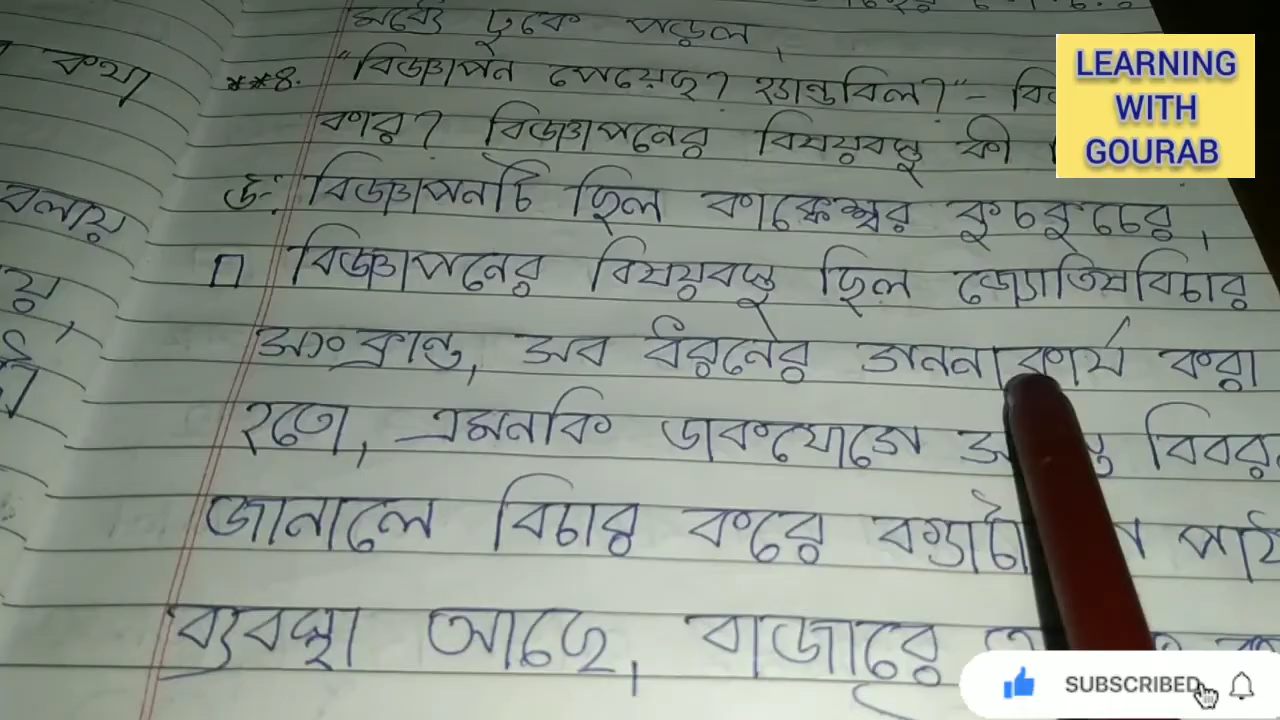 মধ্যে ঢুকে পড়ল।
কথা
**৪. "বিজ্ঞাপন পেয়েছ? হ্যান্ডবিল?" –
কার? বিজ্ঞাপনের বিষয়বস্তু কী
উঃ- বিজ্ঞাপনটি ছিল কাক্কেশ্বর কুচকুচের।
বলায়
বিজ্ঞাপনের বিষয়বস্তু ছিল জ্যোতিষবিচার
য়,
সংক্রান্ত, সব ধরনের গননা কার্য করা
হতো, এমনকি ডাকযোগে
জানালে বিচার করে
ব্যবস্থা আছে। বাজারে
LEARNING
WITH
GOURAB
SUBSCRIBED